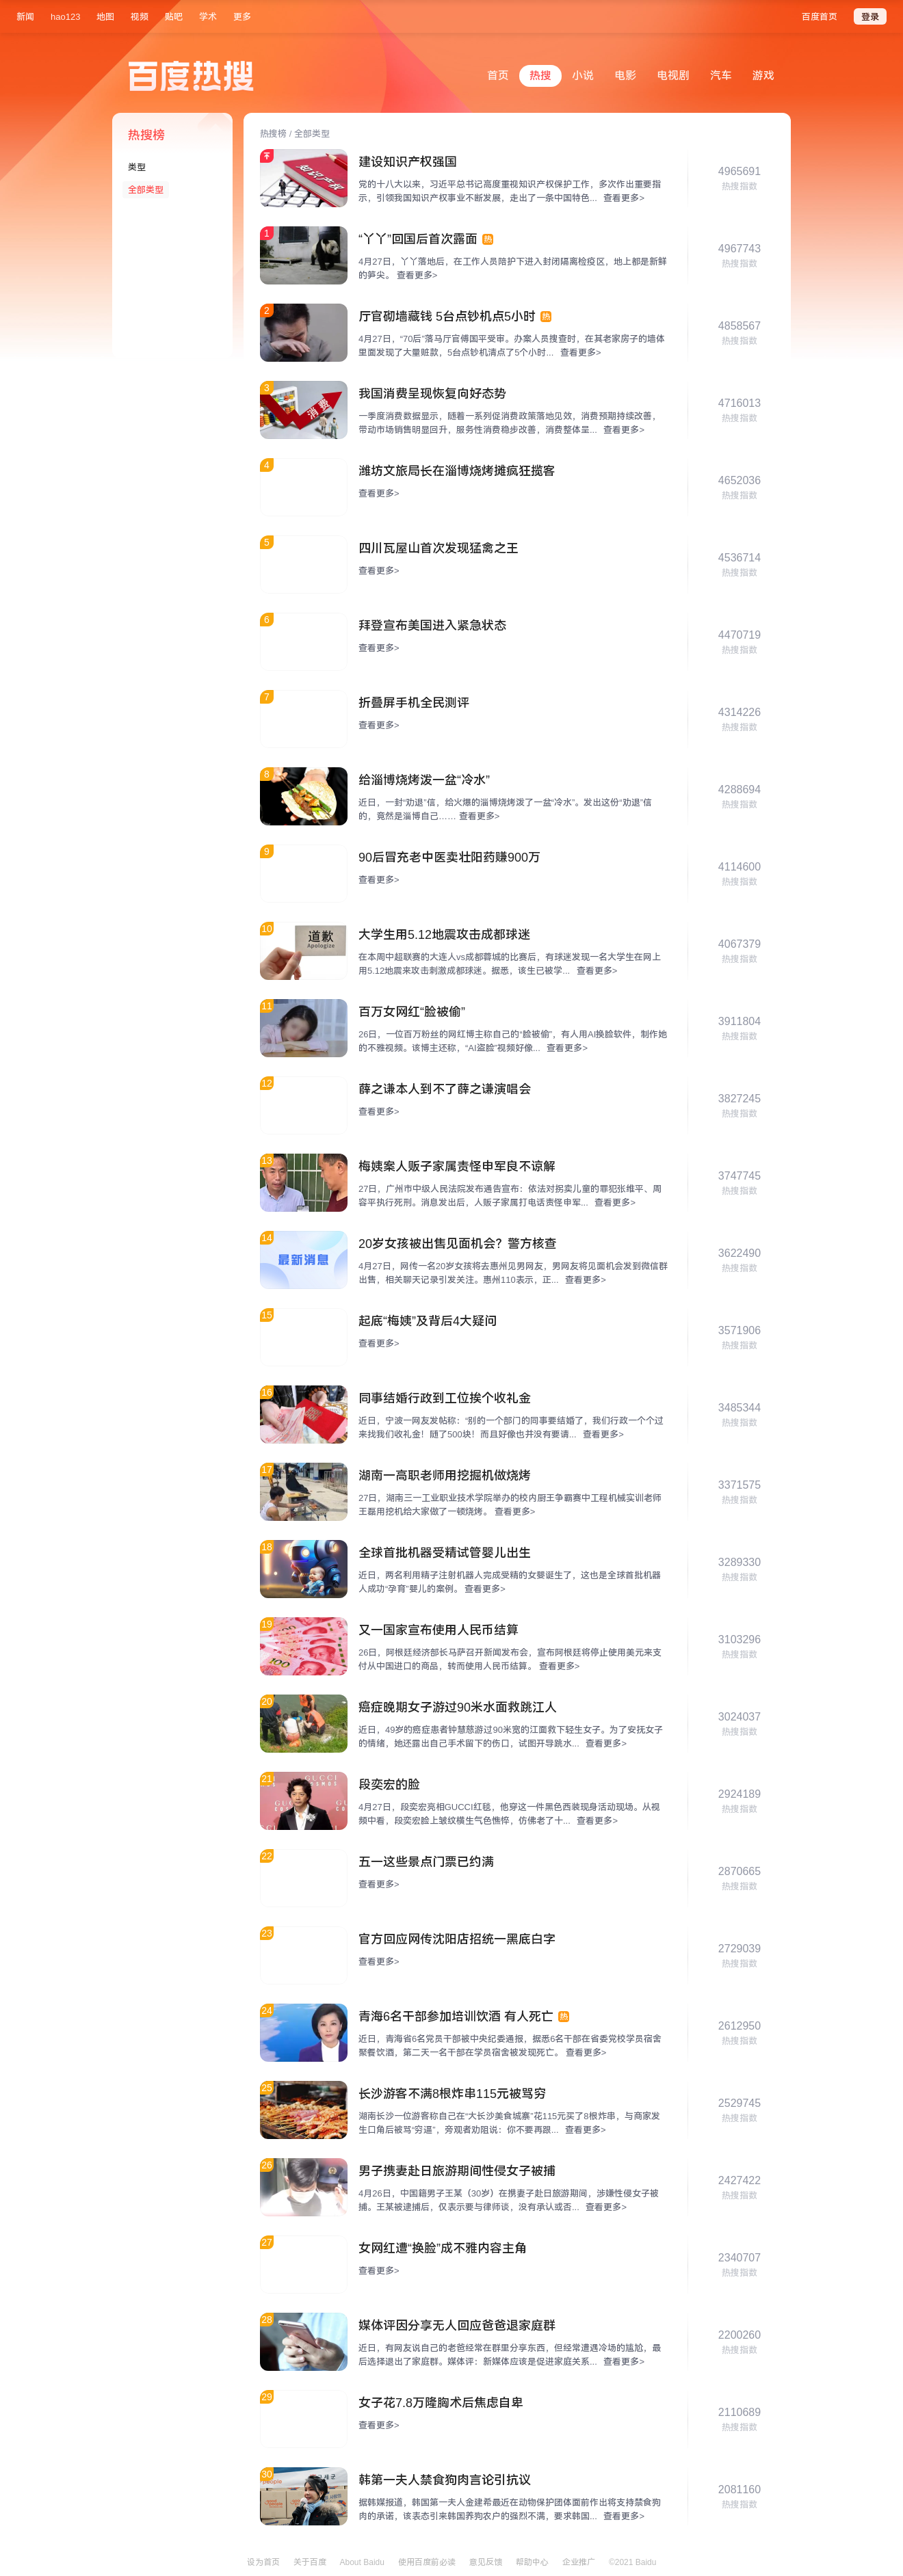 新闻 hao123 地图 视频 贴吧 学术 更多 百度首页 登录
百度热搜
首页 热搜 小说 电影 电视剧 汽车 游戏
热搜榜
类型
全部类型
热搜榜 / 全部类型
建设知识产权强国
党的十八大以来，习近平总书记高度重视知识产权保护工作，多次作出重要指
示，引领我国知识产权事业不断发展，走出了一条中国特色... 查看更多>
4965691
热搜指数
1
“丫丫”回国后首次露面 热
4月27日，丫丫落地后，在工作人员陪护下进入封闭隔离检疫区，地上都是新鲜
的笋尖。 查看更多>
4967743
热搜指数
2
厅官砌墙藏钱 5台点钞机点5小时 热
4月27日，“70后”落马厅官傅国平受审。办案人员搜查时，在其老家房子的墙体
里面发现了大量赃款，5台点钞机清点了5个小时... 查看更多>
4858567
热搜指数
3
消费
我国消费呈现恢复向好态势
一季度消费数据显示，随着一系列促消费政策落地见效，消费预期持续改善，
带动市场销售明显回升，服务性消费稳步改善，消费整体呈... 查看更多>
4716013
热搜指数
4
潍坊文旅局长在淄博烧烤摊疯狂揽客
查看更多>
4652036
热搜指数
5
四川瓦屋山首次发现猛禽之王
查看更多>
4536714
热搜指数
6
拜登宣布美国进入紧急状态
查看更多>
4470719
热搜指数
7
折叠屏手机全民测评
查看更多>
4314226
热搜指数
8
给淄博烧烤泼一盆“冷水”
近日，一封“劝退”信，给火爆的淄博烧烤泼了一盆“冷水”。发出这份“劝退”信
的，竟然是淄博自己…… 查看更多>
4288694
热搜指数
9
90后冒充老中医卖壮阳药赚900万
查看更多>
4114600
热搜指数
10
道歉
Apologize
大学生用5.12地震攻击成都球迷
在本周中超联赛的大连人vs成都蓉城的比赛后，有球迷发现一名大学生在网上
用5.12地震来攻击刺激成都球迷。据悉，该生已被学... 查看更多>
4067379
热搜指数
11
百万女网红“脸被偷”
26日，一位百万粉丝的网红博主称自己的“脸被偷”，有人用AI换脸软件，制作她
的不雅视频。该博主还称，“AI盗脸”视频好像... 查看更多>
3911804
热搜指数
12
薛之谦本人到不了薛之谦演唱会
查看更多>
3827245
热搜指数
13
梅姨案人贩子家属责怪申军良不谅解
27日，广州市中级人民法院发布通告宣布：依法对拐卖儿童的罪犯张维平、周
容平执行死刑。消息发出后，人贩子家属打电话责怪申军... 查看更多>
3747745
热搜指数
14
最新消息
20岁女孩被出售见面机会？警方核查
4月27日，网传一名20岁女孩将去惠州见男网友，男网友将见面机会发到微信群
出售，相关聊天记录引发关注。惠州110表示，正... 查看更多>
3622490
热搜指数
15
起底“梅姨”及背后4大疑问
查看更多>
3571906
热搜指数
16
同事结婚行政到工位挨个收礼金
近日，宁波一网友发帖称：“别的一个部门的同事要结婚了，我们行政一个个过
来找我们收礼金！随了500块！而且好像也并没有要请... 查看更多>
3485344
热搜指数
17
湖南一高职老师用挖掘机做烧烤
27日，湖南三一工业职业技术学院举办的校内厨王争霸赛中工程机械实训老师
王磊用挖机给大家做了一顿烧烤。 查看更多>
3371575
热搜指数
18
全球首批机器受精试管婴儿出生
近日，两名利用精子注射机器人完成受精的女婴诞生了，这也是全球首批机器
人成功“孕育”婴儿的案例。 查看更多>
3289330
热搜指数
19
100
又一国家宣布使用人民币结算
26日，阿根廷经济部长马萨召开新闻发布会，宣布阿根廷将停止使用美元来支
付从中国进口的商品，转而使用人民币结算。 查看更多>
3103296
热搜指数
20
癌症晚期女子游过90米水面救跳江人
近日，49岁的癌症患者钟慧慈游过90米宽的江面救下轻生女子。为了安抚女子
的情绪，她还露出自己手术留下的伤口，试图开导跳水... 查看更多>
3024037
热搜指数
21
GUCCI
段奕宏的脸
4月27日，段奕宏亮相GUCCI红毯，他穿这一件黑色西装现身活动现场。从视
频中看，段奕宏脸上皱纹横生气色憔悴，仿佛老了十... 查看更多>
2924189
热搜指数
22
五一这些景点门票已约满
查看更多>
2870665
热搜指数
23
官方回应网传沈阳店招统一黑底白字
查看更多>
2729039
热搜指数
24
青海6名干部参加培训饮酒 有人死亡 热
近日，青海省6名党员干部被中央纪委通报，据悉6名干部在省委党校学员宿舍
聚餐饮酒，第二天一名干部在学员宿舍被发现死亡。 查看更多>
2612950
热搜指数
25
长沙游客不满8根炸串115元被骂穷
湖南长沙一位游客称自己在“大长沙美食城寨”花115元买了8根炸串，与商家发
生口角后被骂“穷逼”，旁观者劝阻说：你不要再跟... 查看更多>
2529745
热搜指数
26
男子携妻赴日旅游期间性侵女子被捕
4月26日，中国籍男子王某（30岁）在携妻子赴日旅游期间，涉嫌性侵女子被
捕。王某被逮捕后，仅表示要与律师谈，没有承认或否... 查看更多>
2427422
热搜指数
27
女网红遭“换脸”成不雅内容主角
查看更多>
2340707
热搜指数
28
媒体评因分享无人回应爸爸退家庭群
近日，有网友说自己的老爸经常在群里分享东西，但经常遭遇冷场的尴尬，最
后选择退出了家庭群。媒体评：新媒体应该是促进家庭关系... 查看更多>
2200260
热搜指数
29
女子花7.8万隆胸术后焦虑自卑
查看更多>
2110689
热搜指数
30
韩第一夫人禁食狗肉言论引抗议
据韩媒报道，韩国第一夫人金建希最近在动物保护团体面前作出将支持禁食狗
肉的承诺，该表态引来韩国养狗农户的强烈不满，要求韩国... 查看更多>
2081160
热搜指数
设为首页 关于百度 About Baidu 使用百度前必读 意见反馈 帮助中心 企业推广 ©2021 Baidu